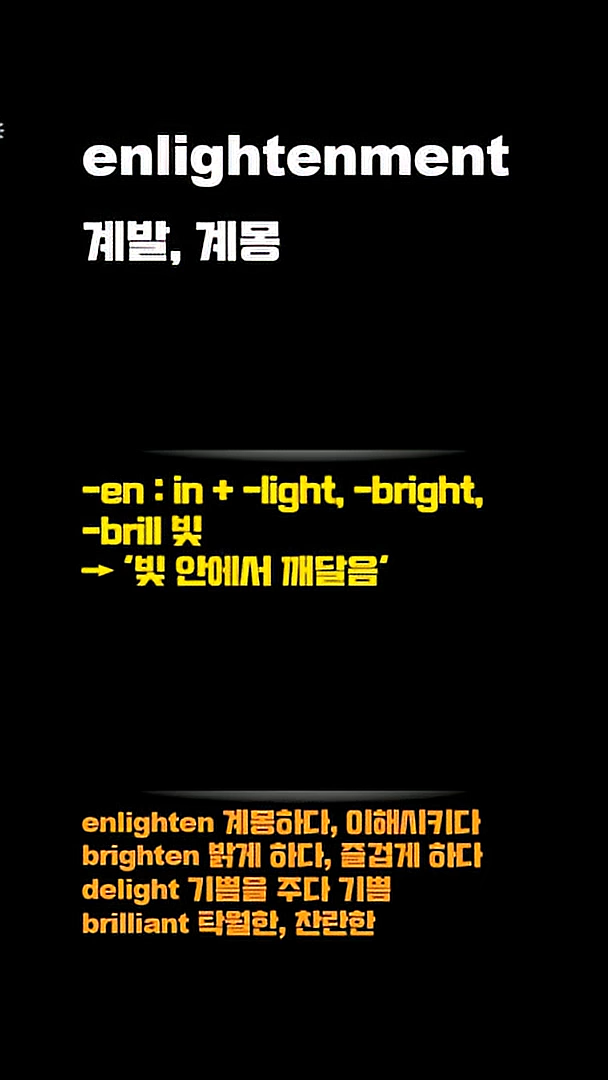 enlightenment
계발, 계몽
-en : in + -light, -bright,
-brill 빛
→ '빛 안에서 깨달음'
enlighten 계몽하다, 이해시키다
brighten 밝게 하다, 즐겁게 하다
delight 기쁨을 주다 기쁨
brilliant 탁월한, 찬란한